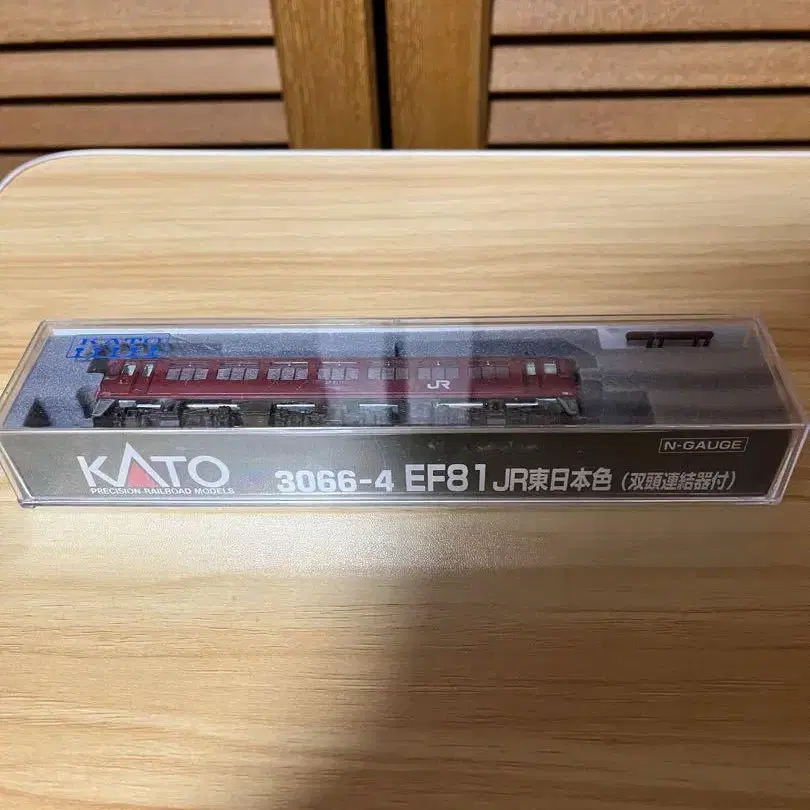 KATO
JR
N-GAUGE
KATO 3066-4 EF81 JR東日本色 (双頭連結器付)
PRECISION RAILROAD MODELS